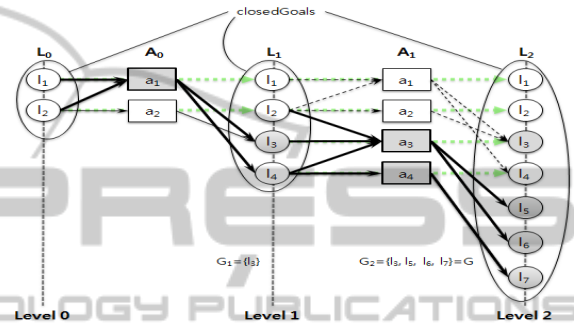 closedGoals
L0 A0 L1 A1 L2
l1 a1 l1 a1 l1
l2 a2 l2 a2 l2
l3 a3 l3
l4 a4 l4
l5
l6
G1={l3} G2={l3, l5, l6, l7}=G
l7
PRESS
OLOGY PUBLICATIONS
Level 0 Level 1 Level 2